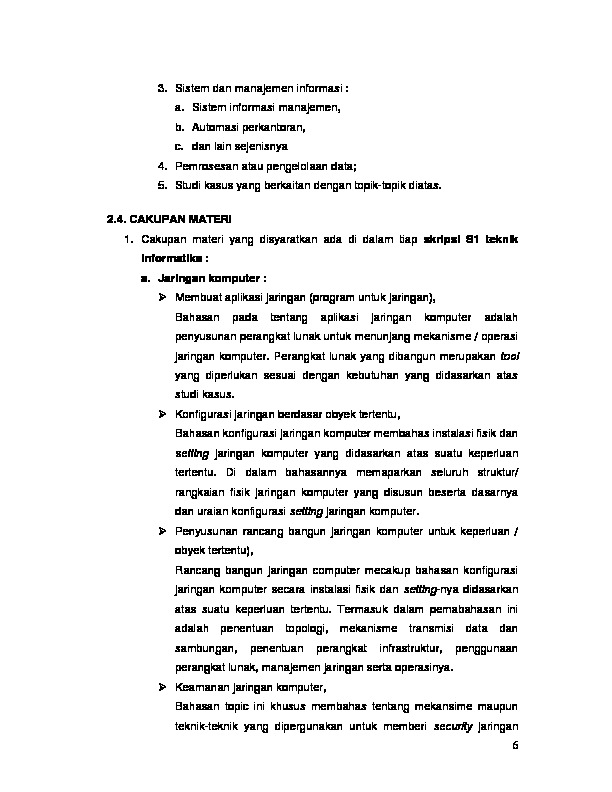 3. Sistem dan manajemen informasi :
a. Sistem informasi manajemen,
b. Automasi perkantoran,
c. dan lain sejenisnya
4. Pemrosesan atau pengelolaan data;
5. Studi kasus yang berkaitan dengan topik-topik diatas.
2.4. CAKUPAN MATERI
1. Cakupan materi yang disyaratkan ada di dalam tiap skripsi S1 teknik
informatika :
a. Jaringan komputer :
➢ Membuat aplikasi jaringan (program untuk jaringan),
Bahasan pada tentang aplikasi jaringan komputer adalah
penyusunan perangkat lunak untuk menunjang mekanisme / operasi
jaringan komputer. Perangkat lunak yang dibangun merupakan tool
yang diperlukan sesuai dengan kebutuhan yang didasarkan atas
studi kasus.
➢ Konfigurasi jaringan berdasar obyek tertentu,
Bahasan konfigurasi jaringan komputer membahas instalasi fisik dan
setting jaringan komputer yang didasarkan atas suatu keperluan
tertentu. Di dalam bahasannya memaparkan seluruh struktur/
rangkaian fisik jaringan komputer yang disusun beserta dasarnya
dan uraian konfigurasi setting jaringan komputer.
➢ Penyusunan rancang bangun jaringan komputer untuk keperluan /
obyek tertentu),
Rancang bangun jaringan computer mecakup bahasan konfigurasi
jaringan komputer secara instalasi fisik dan setting-nya didasarkan
atas suatu keperluan tertentu. Termasuk dalam pemabahasan ini
adalah penentuan topologi, mekanisme transmisi data dan
sambungan, penentuan perangkat infrastruktur, penggunaan
perangkat lunak, manajemen jaringan serta operasinya.
➢ Keamanan jaringan komputer,
Bahasan topic ini khusus membahas tentang mekansime maupun
teknik-teknik yang dipergunakan untuk memberi security jaringan
6